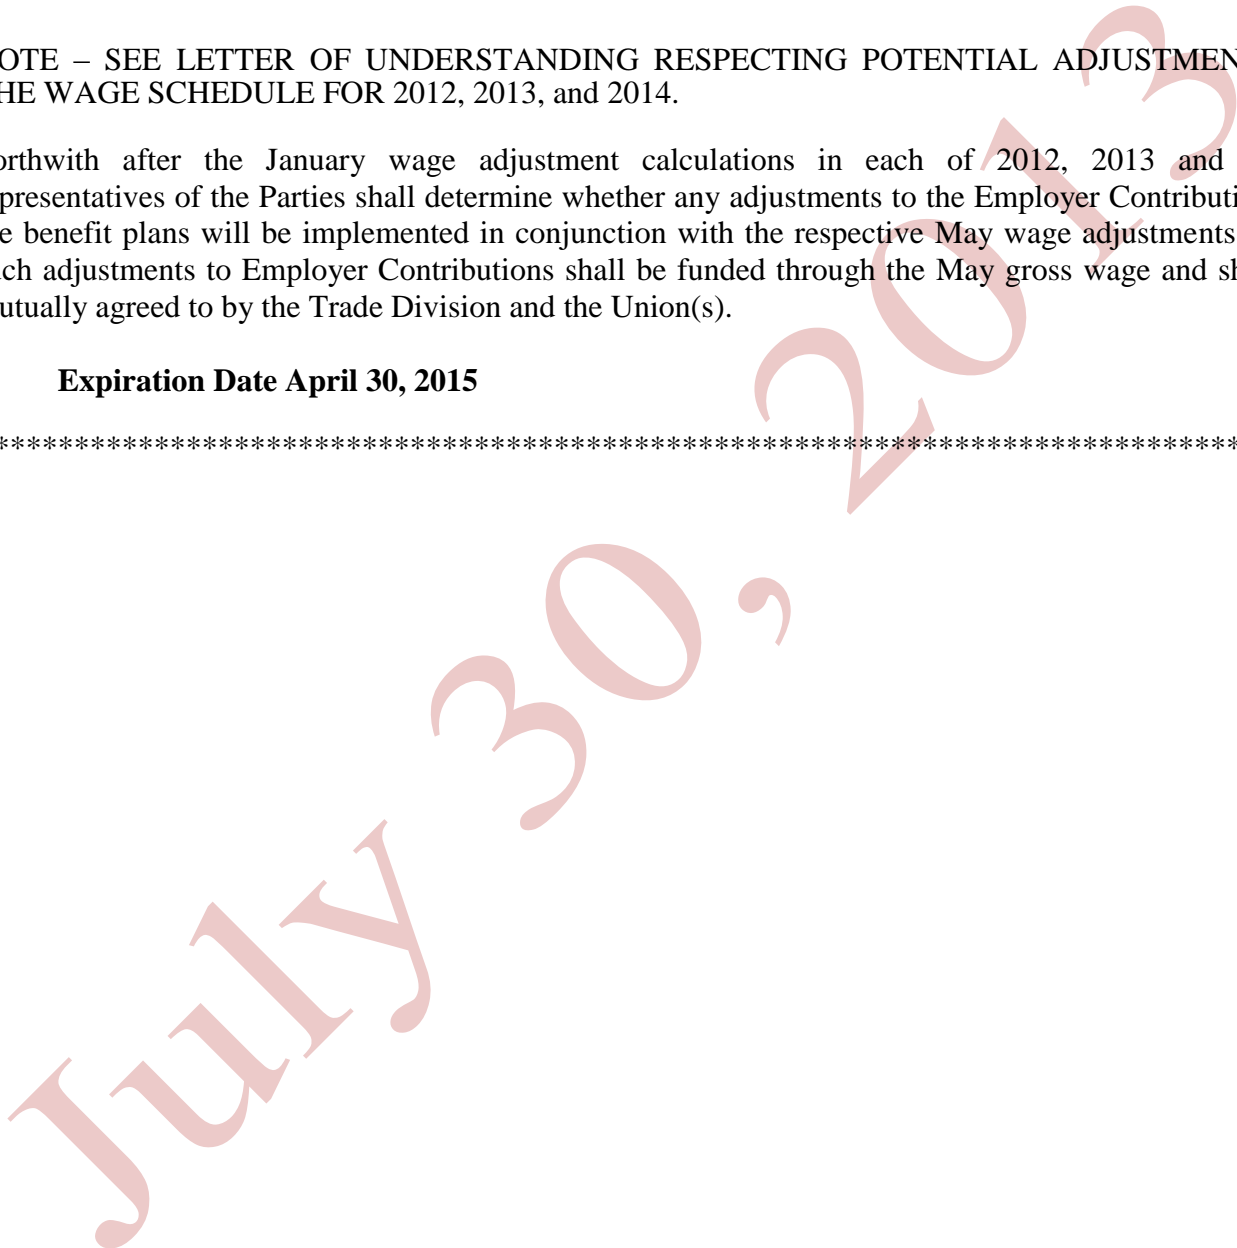 OTE – SEE LETTER OF UNDERSTANDING RESPECTING POTENTIAL ADJUSTMEN
HE WAGE SCHEDULE FOR 2012, 2013, and 2014.
orthwith after the January wage adjustment calculations in each of 2012, 2013 and
presentatives of the Parties shall determine whether any adjustments to the Employer Contributi
e benefit plans will be implemented in conjunction with the respective May wage adjustments
uch adjustments to Employer Contributions shall be funded through the May gross wage and sh
utually agreed to by the Trade Division and the Union(s).
Expiration Date April 30, 2015
*******************************************************************************
July 30, 2013